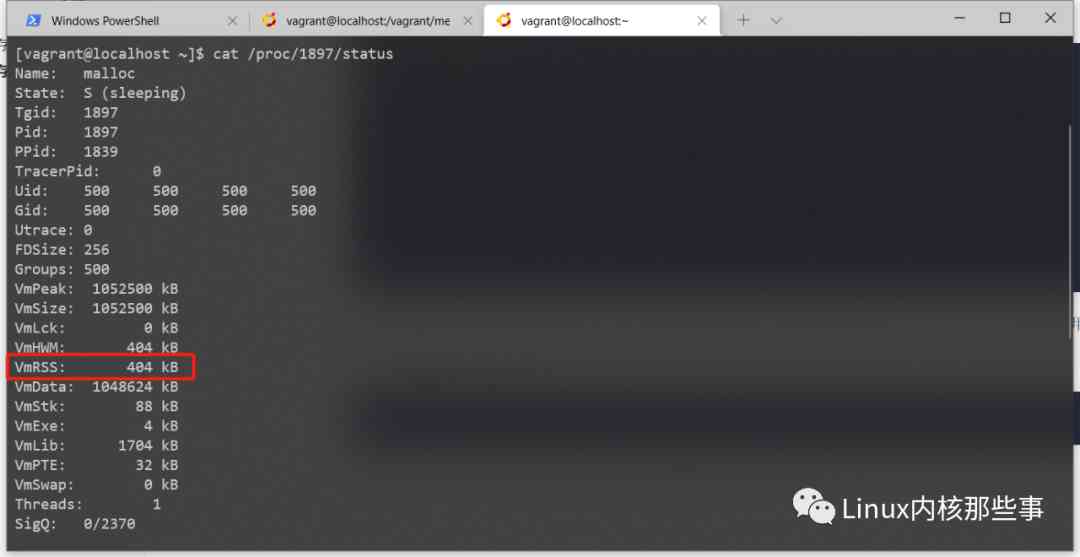 Windows PowerShell
vagrant@localhost:/vagrant/me
vagrant@localhost:~
[vagrant@localhost ~]$ cat /proc/1897/status
Name: malloc
State: S (sleeping)
Tgid: 1897
Pid: 1897
PPid: 1839
TracerPid: 0
Uid: 500 500 500 500
Gid: 500 500 500 500
Utrace: 0
FDSize: 256
Groups: 500
VmPeak: 1052500 kB
VmSize: 1052500 kB
VmLck: 0 kB
VmHWM: 404 kB
VmRSS: 404 kB
VmData: 1048624 kB
VmStk: 88 kB
VmExe: 4 kB
VmLib: 1704 kB
VmPTE: 32 kB
VmSwap: 0 kB
Threads: 1
SigQ: 0/2370
Linux内核那些事